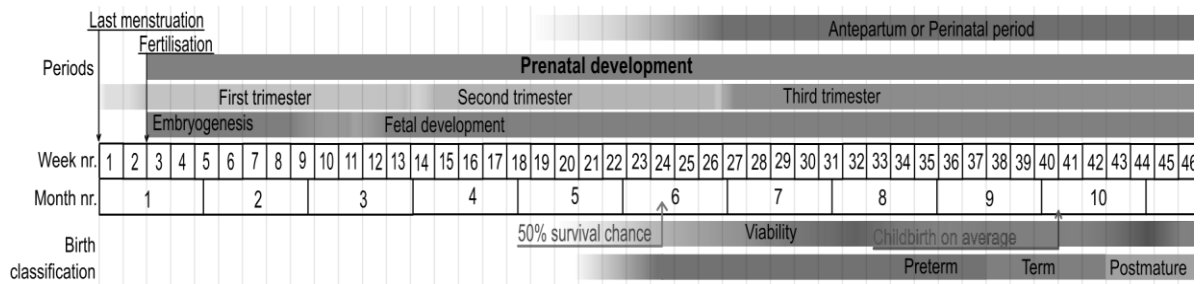 Last menstruation
Antepartum or Perinatal period
Fertilisation
Periods
Prenatal development
First trimester Second trimester Third trimester
Embryogenesis Fetal development
Week nr. 1 2 3 4 5 6 7 8 9 10 11 12 13 14 15 16 17 18 19 20 21 22 23 24 25 26 27 28 29 30 31 32 33 34 35 36 37 38 39 40 41 42 43 44 45 46
Month nr. 1 2 3 4 5 6 7 8 9 10
50% survival chance Viability Childbirth on average
Birth
classification Preterm Term Postmature